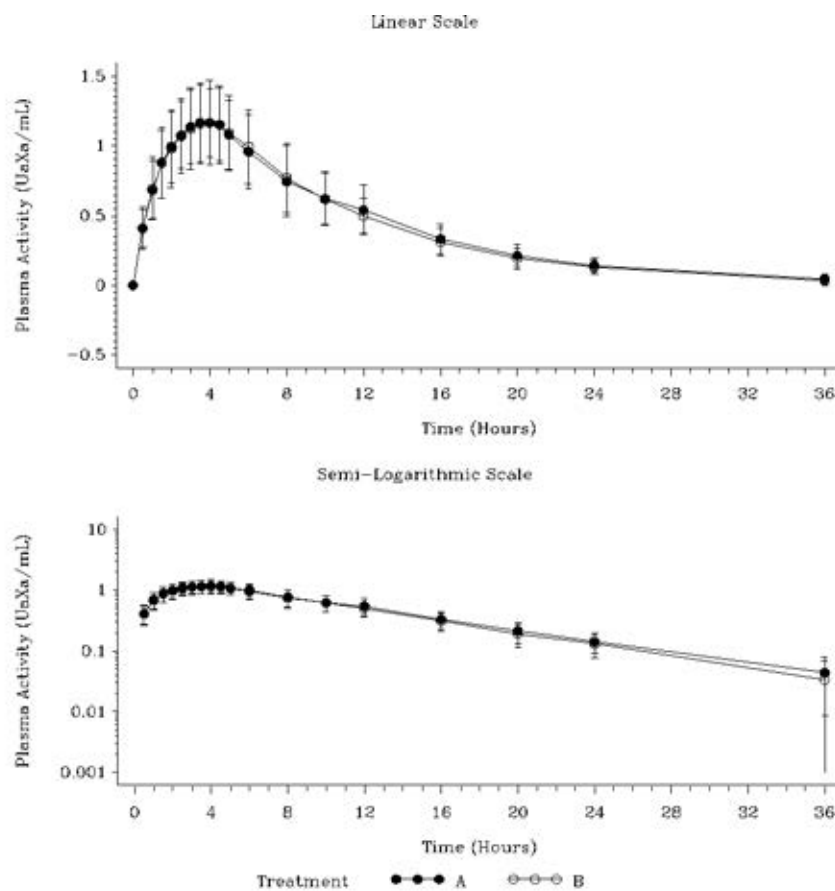 Linear Scale
Plasma Activity (UaXa/mL)
1.5
1
0.5
0
−0.5
0 4 8 12 16 20 24 28 32 36
Time (Hours)
Semi−Logarithmic Scale
Plasma Activity (UaXa/mL)
10
1
0.1
0.01
0.001
0 4 8 12 16 20 24 28 32 36
Time (Hours)
Treatment A B